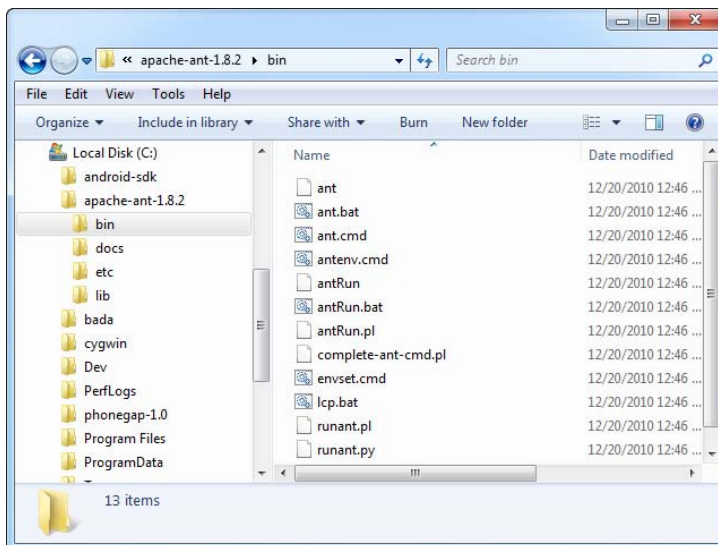 « apache-ant-1.8.2 ▸ bin Search bin
File Edit View Tools Help
Organize Include in library Share with Burn New folder
Local Disk (C:)
android-sdk
apache-ant-1.8.2
bin
docs
etc
lib
bada
cygwin
Dev
PerfLogs
phonegap-1.0
Program Files
ProgramData
Name Date modified
ant 12/20/2010 12:46 ...
ant.bat 12/20/2010 12:46 ...
ant.cmd 12/20/2010 12:46 ...
antenv.cmd 12/20/2010 12:46 ...
antRun 12/20/2010 12:46 ...
antRun.bat 12/20/2010 12:46 ...
antRun.pl 12/20/2010 12:46 ...
complete-ant-cmd.pl 12/20/2010 12:46 ...
envset.cmd 12/20/2010 12:46 ...
lcp.bat 12/20/2010 12:46 ...
runant.pl 12/20/2010 12:46 ...
runant.py 12/20/2010 12:46 ...
13 items